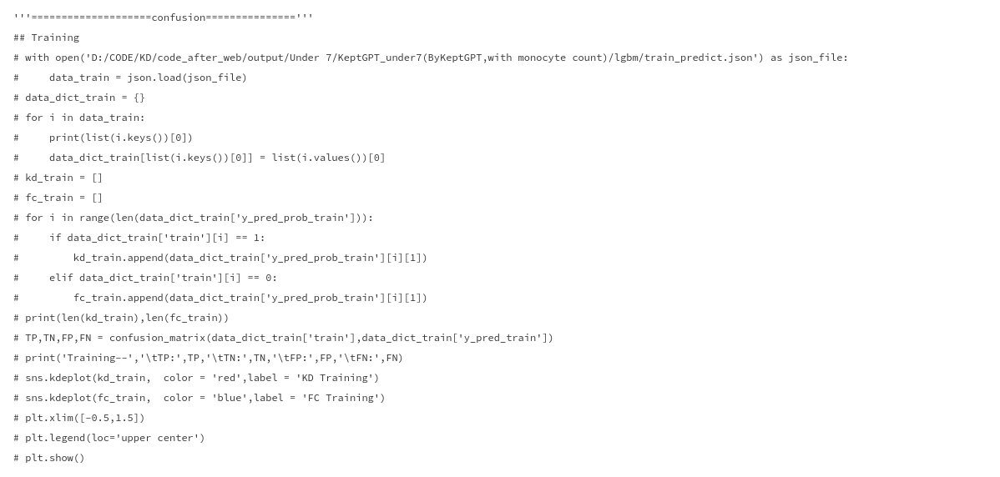 '''====================confusion==============='''
## Training
# with open('D:/CODE/KD/code_after_web/output/Under 7/KeptGPT_under7(ByKeptGPT,with monocyte count)/lgbm/train_predict.json') as json_file:
#     data_train = json.load(json_file)
# data_dict_train = {}
# for i in data_train:
#     print(list(i.keys())[0])
#     data_dict_train[list(i.keys())[0]] = list(i.values())[0]
# kd_train = []
# fc_train = []
# for i in range(len(data_dict_train['y_pred_prob_train'])):
#     if data_dict_train['train'][i] == 1:
#         kd_train.append(data_dict_train['y_pred_prob_train'][i][1])
#     elif data_dict_train['train'][i] == 0:
#         fc_train.append(data_dict_train['y_pred_prob_train'][i][1])
# print(len(kd_train),len(fc_train))
# TP,TN,FP,FN = confusion_matrix(data_dict_train['train'],data_dict_train['y_pred_train'])
# print('Training--','\tTP:',TP,'\tTN:',TN,'\tFP:',FP,'\tFN:',FN)
# sns.kdeplot(kd_train,  color = 'red',label = 'KD Training')
# sns.kdeplot(fc_train,  color = 'blue',label = 'FC Training')
# plt.xlim([-0.5,1.5])
# plt.legend(loc='upper center')
# plt.show()